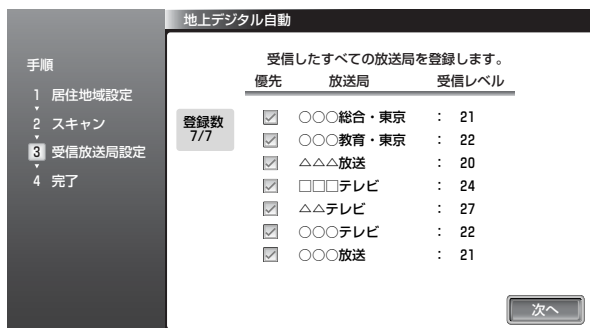 地上デジタル自動
手順
1 居住地域設定
2 スキャン
3 受信放送局設定
4 完了
受信したすべての放送局を登録します。
優先 放送局 受信レベル
登録数
7/7
○○○総合・東京 : 21
○○○教育・東京 : 22
△△△放送 : 20
□□□テレビ : 24
△△テレビ : 27
○○○テレビ : 22
○○○放送 : 21
次へ